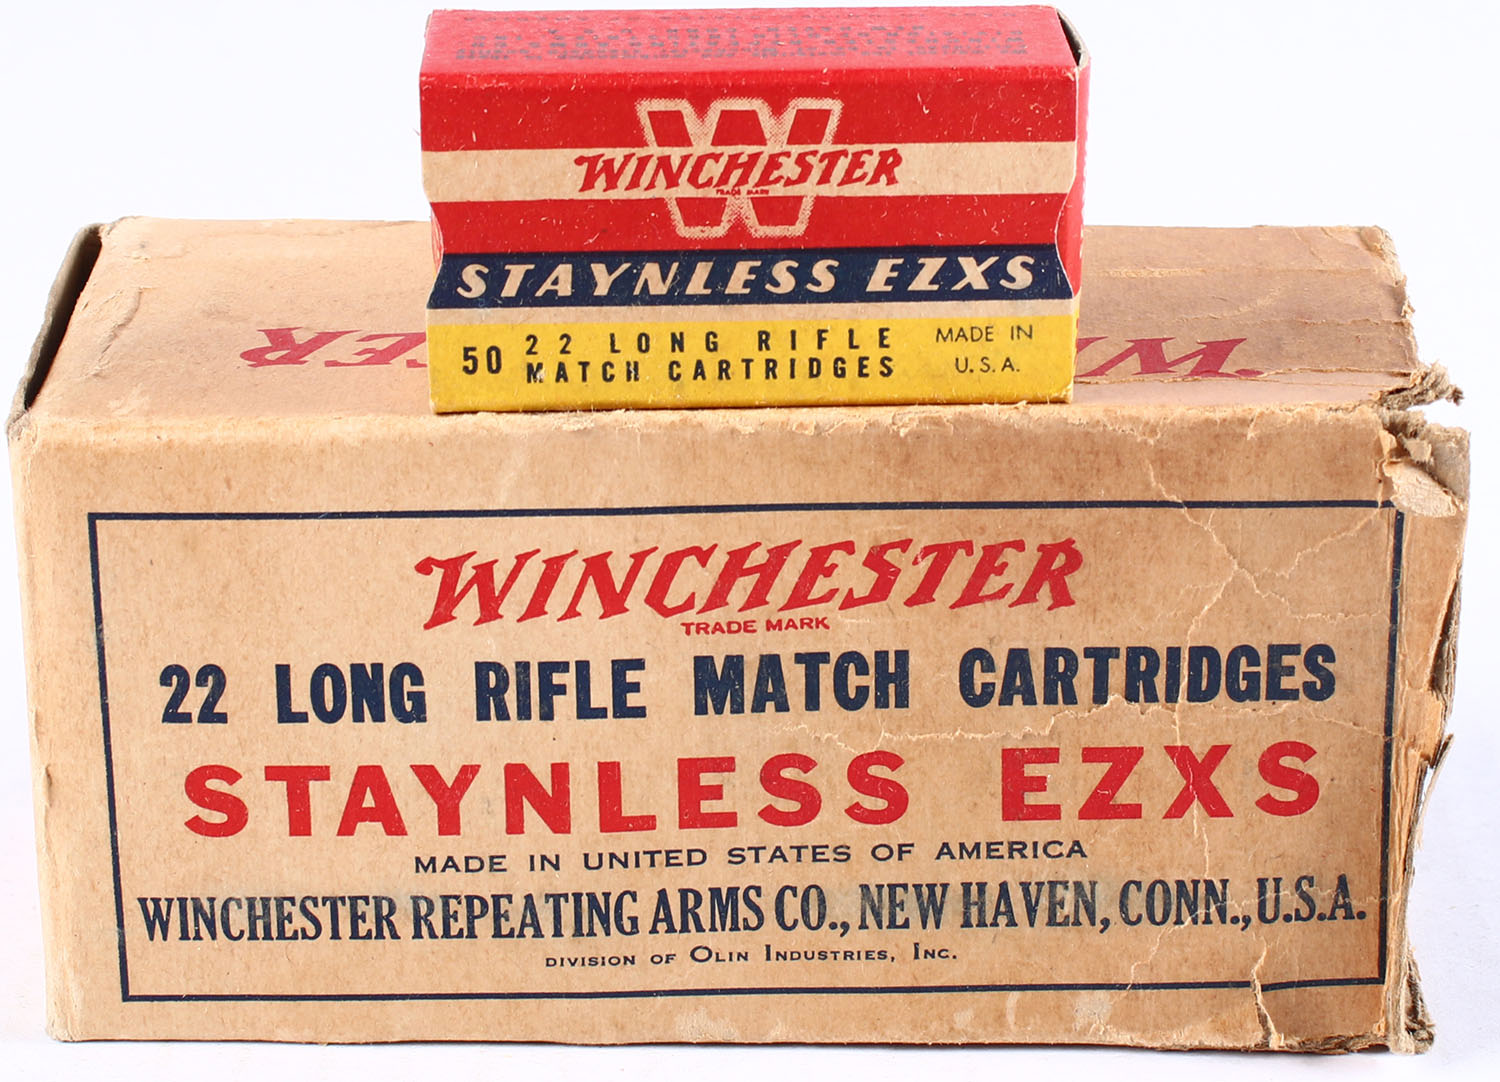 W
WINCHESTER
TRADE MARK
STAYNLESS EZXS
50 22 LONG RIFLE
MATCH CARTRIDGES
MADE IN
U.S.A.
WINCHESTER
TRADE MARK
22 LONG RIFLE MATCH CARTRIDGES
STAYNLESS EZXS
MADE IN UNITED STATES OF AMERICA
WINCHESTER REPEATING ARMS CO., NEW HAVEN, CONN., U.S.A.
DIVISION OF OLIN INDUSTRIES, INC.